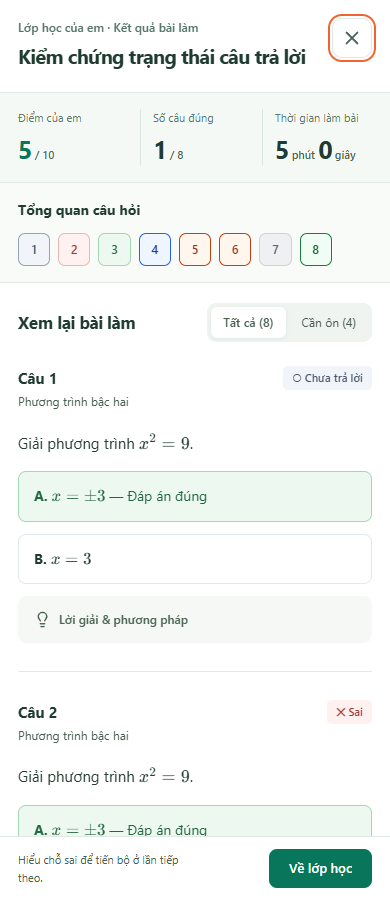 Lớp học của em · Kết quả bài làm
Kiểm chứng trạng thái câu trả lời
Điểm của em
5 / 10
Số câu đúng
1 / 8
Thời gian làm bài
5 phút 0 giây
Tổng quan câu hỏi
1 2 3 4 5 6 7 8
Xem lại bài làm
Tất cả (8) Cần ôn (4)
Câu 1
Chưa trả lời
Phương trình bậc hai
Giải phương trình x² = 9.
A. x = ±3 — Đáp án đúng
B. x = 3
Lời giải & phương pháp
Câu 2
Sai
Phương trình bậc hai
Giải phương trình x² = 9.
A. x = ±3 — Đáp án đúng
Hiểu chỗ sai để tiến bộ ở lần tiếp
theo.
Về lớp học